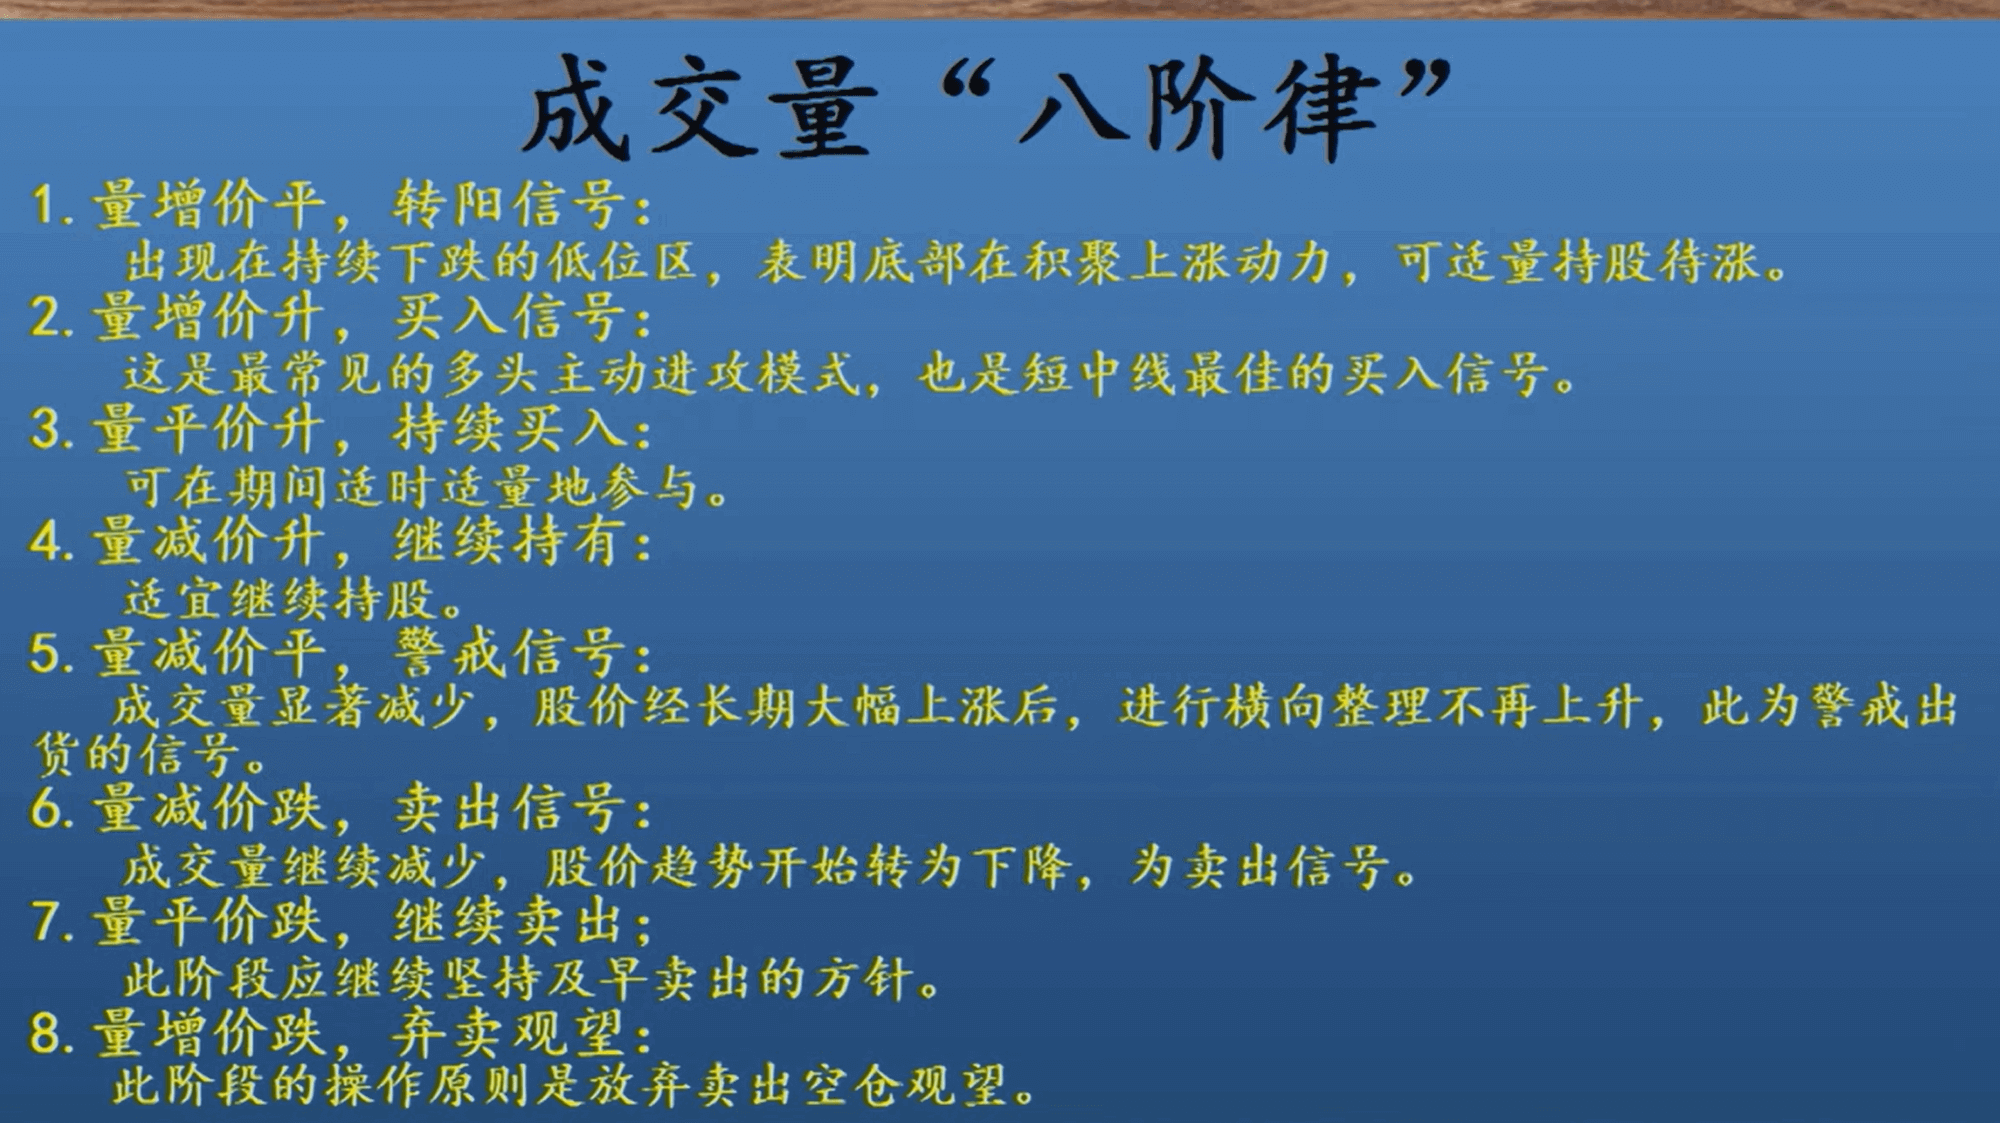 成交量“八阶律”
1. 量增价平，转阳信号：
出现在持续下跌的低位区，表明底部在积聚上涨动力，可适量持股待涨。
2. 量增价升，买入信号：
这是最常见的多头主动进攻模式，也是短中线最佳的买入信号。
3. 量平价升，持续买入：
可在期间适时适量地参与。
4. 量减价升，继续持有：
适宜继续持股。
5. 量减价平，警戒信号：
成交量显著减少，股价经长期大幅上涨后，进行横向整理不再上升，此为警戒出
货的信号。
6. 量减价跌，卖出信号：
成交量继续减少，股价趋势开始转为下降，为卖出信号。
7. 量平价跌，继续卖出；
此阶段应继续坚持及早卖出的方针。
8. 量增价跌，弃卖观望：
此阶段的操作原则是放弃卖出空仓观望。